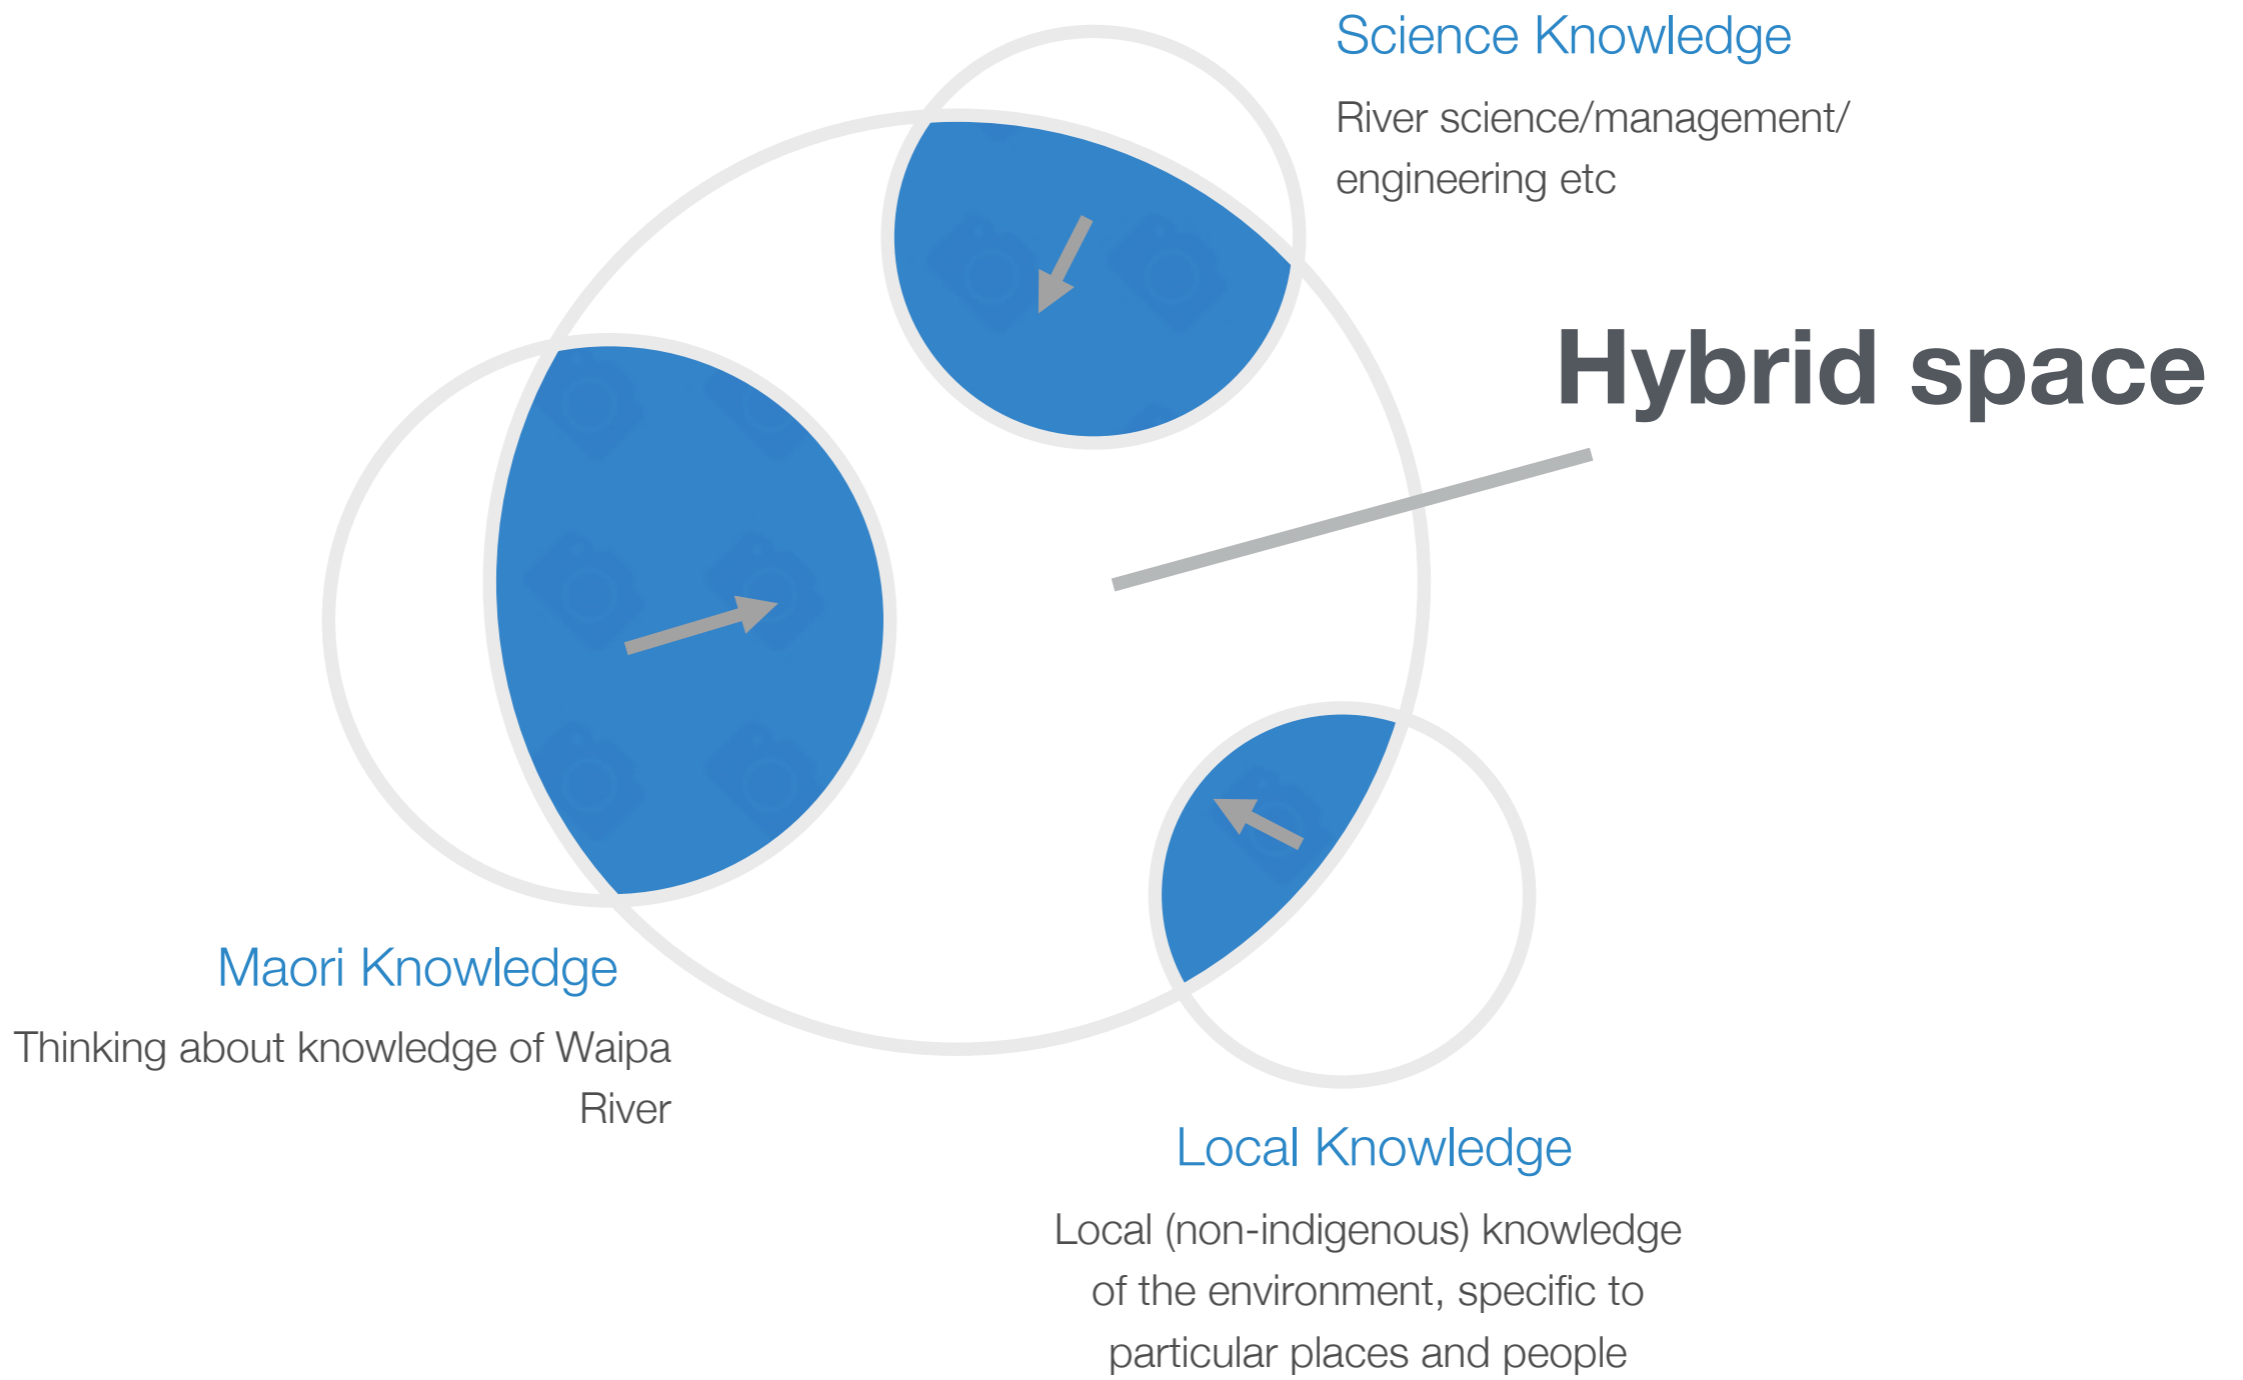 Science Knowledge
River science/management/
engineering etc
Hybrid space
Maori Knowledge
Thinking about knowledge of Waipa
River
Local Knowledge
Local (non-indigenous) knowledge
of the environment, specific to
particular places and people